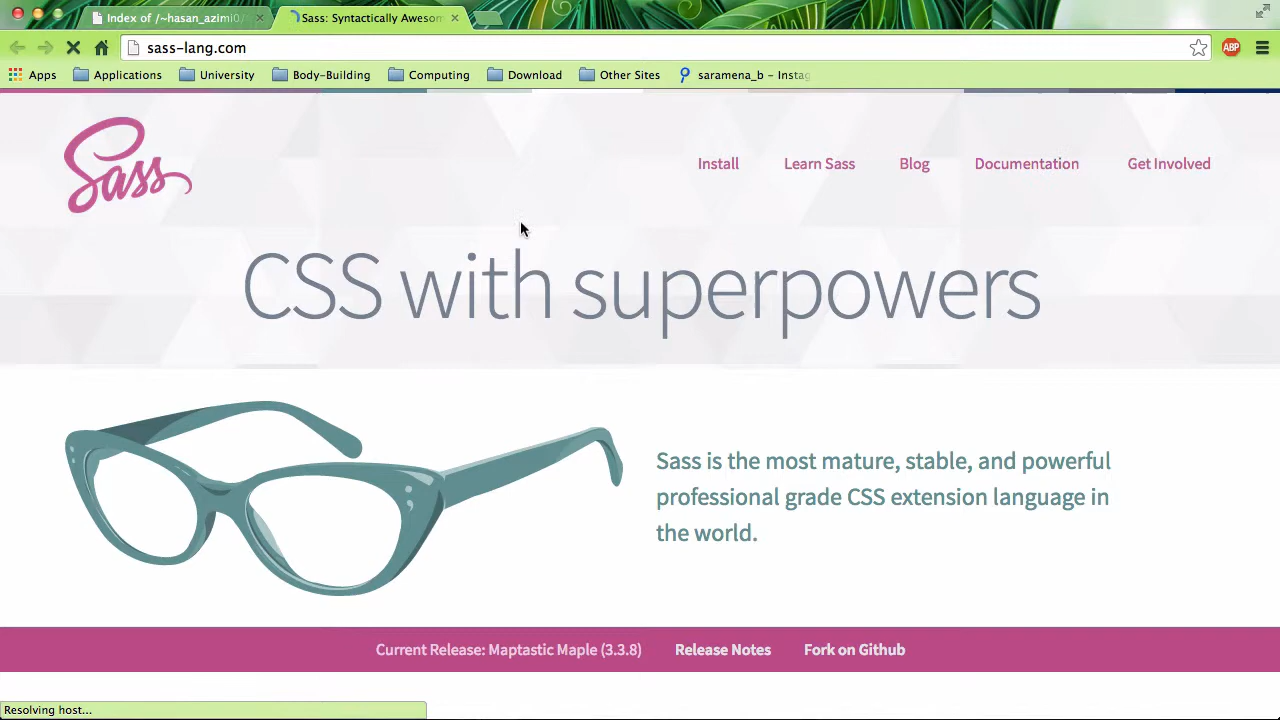 Index of /~hasan_azimi0/
Sass: Syntactically Awesom
sass-lang.com
ABP
Apps
Applications
University
Body-Building
Computing
Download
Other Sites
saramena_b – Instag
Sass
Install
Learn Sass
Blog
Documentation
Get Involved
CSS with superpowers
Sass is the most mature, stable, and powerful
professional grade CSS extension language in
the world.
Current Release: Maptastic Maple (3.3.8)
Release Notes
Fork on Github
Resolving host...